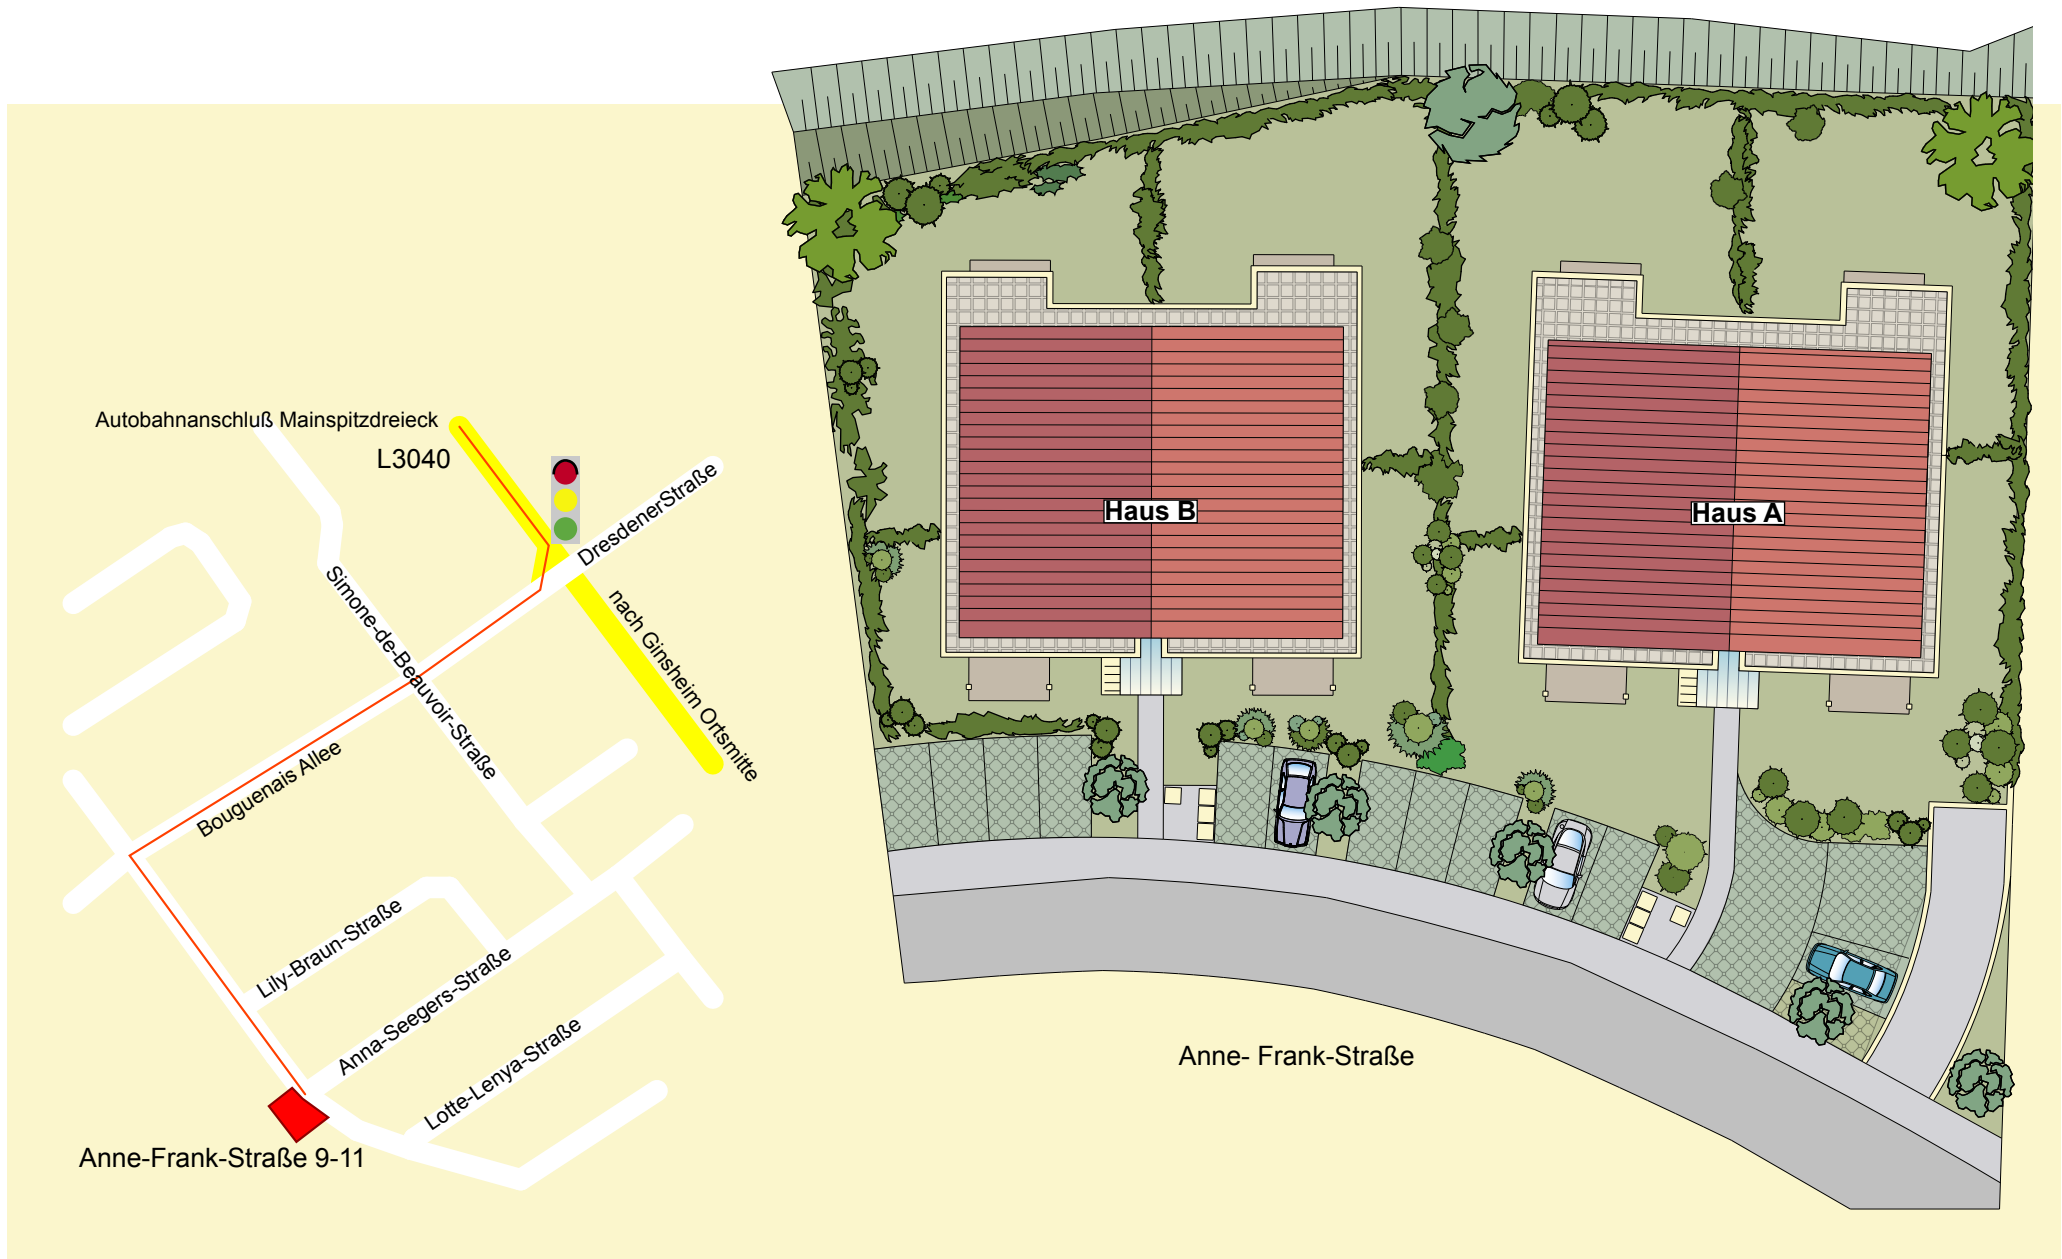 Autobahnanschluß Mainspitzdreieck
L3040
DresdenerStraße
nach Ginsheim Ortsmitte
Simone-de-Beauvoir-Straße
Bouguenais Allee
Lily-Braun-Straße
Anna-Seegers-Straße
Lotte-Lenya-Straße
Anne-Frank-Straße 9-11
Haus B
Haus A
Anne- Frank-Straße